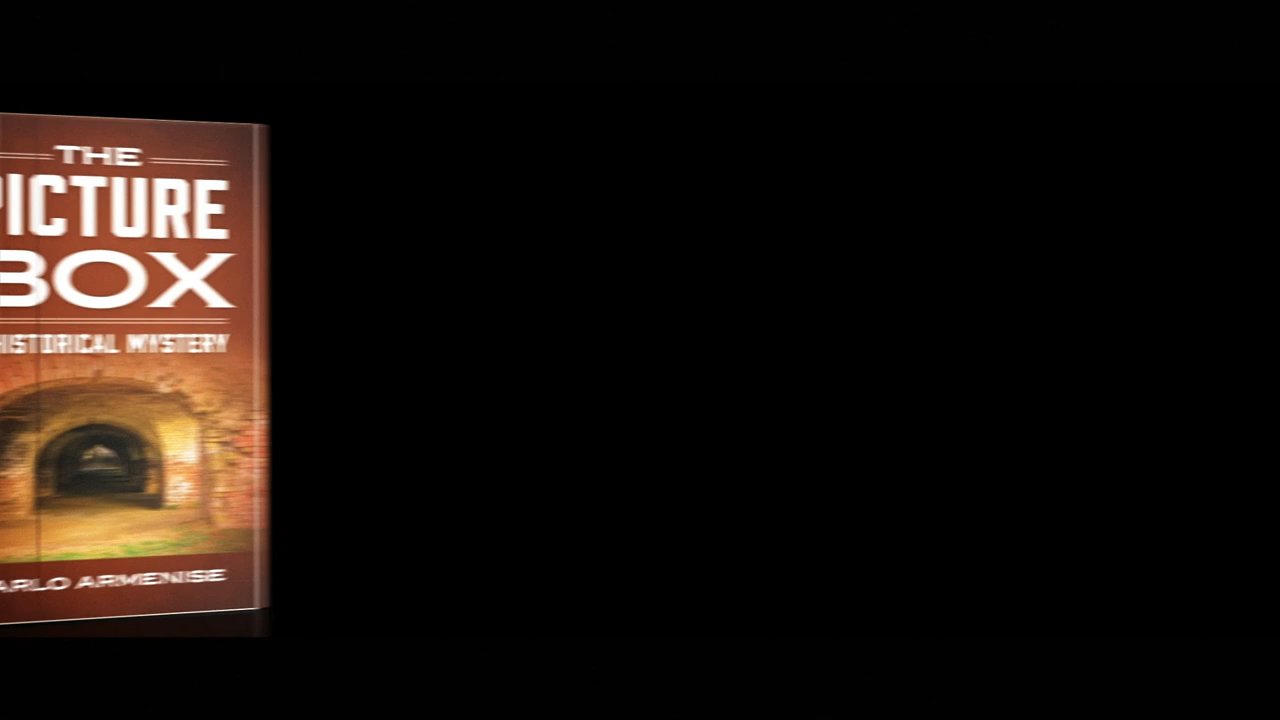 THE
PICTURE
BOX
HISTORICAL MYSTERY
ARLO ARMENISE